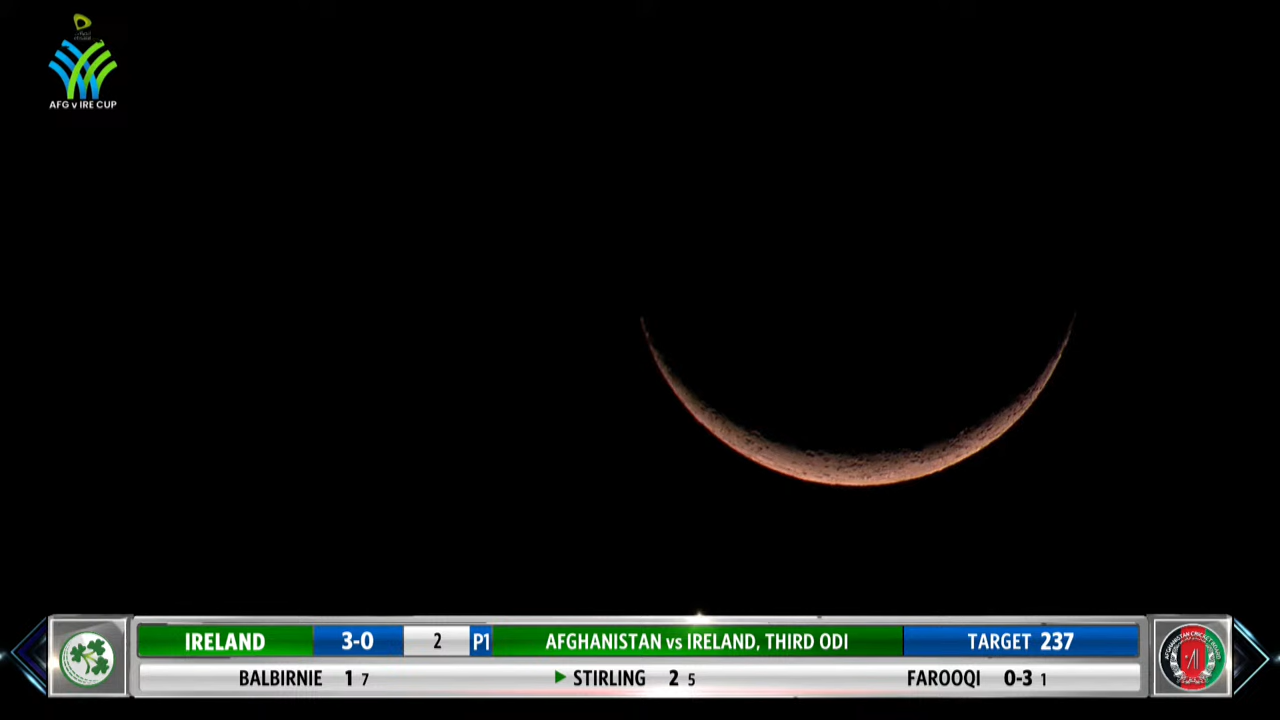 AFG v IRE CUP
IRELAND 3-0 2 P1 AFGHANISTAN vs IRELAND, THIRD ODI TARGET 237
BALBIRNIE 1 7 STIRLING 2 5 FAROOQI 0-3 1